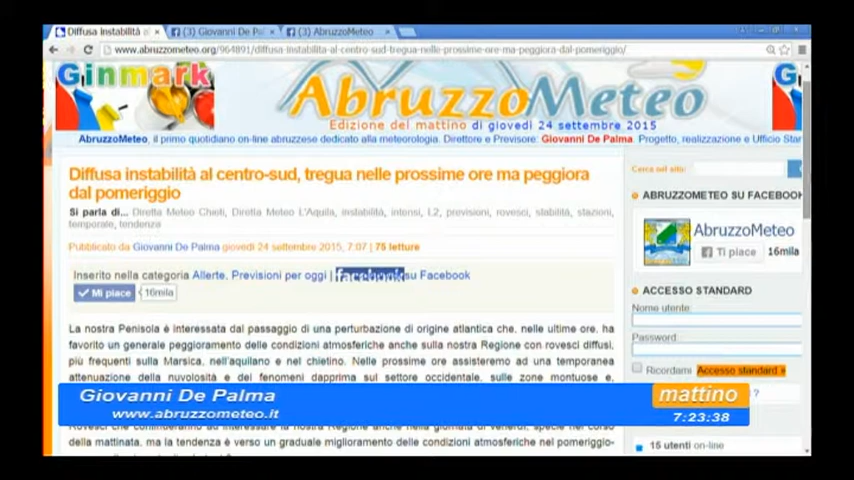 Diffusa Instabilità al
(3) Giovanni De Pal
(3) AbruzzoMeteo
www.abruzzometeo.org/964891/diffusa-instabilita-al-centro-sud-tregua-nelle-prossime-ore-ma-peggiora-dal-pomeriggio/
Ginmark
AbruzzoMeteo
Edizione del mattino di giovedì 24 settembre 2015
AbruzzoMeteo, il primo quotidiano on-line abruzzese dedicato alla meteorologia. Direttore e Previsore: Giovanni De Palma. Progetto, realizzazione e Ufficio Star
Diffusa instabilità al centro-sud, tregua nelle prossime ore ma peggiora
dal pomeriggio
Si parla di... Diretta Meteo Chieti, Diretta Meteo L'Aquila, instabilità, intensi, L2, previsioni, rovesci, stabilità, stazioni,
temporale, tendenza
Pubblicato da Giovanni De Palma giovedì 24 settembre 2015, 7:07 | 75 letture
Inserito nella categoria Allerte, Previsioni per oggi | facebook su Facebook
Mi piace 16mila
La nostra Penisola è interessata dal passaggio di una perturbazione di origine atlantica che, nelle ultime ore, ha
favorito un generale peggioramento delle condizioni atmosferiche anche sulla nostra Regione con rovesci diffusi,
più frequenti sulla Marsica, nell'aquilano e nel chietino. Nelle prossime ore assisteremo ad una temporanea
attenuazione della nuvolosità e dei fenomeni dapprima sul settore occidentale, sulle zone montuose e,
Rovesci che continueranno ad interessare la nostra Regione anche nella giornata di venerdì, specie nel corso
della mattinata, ma la tendenza è verso un graduale miglioramento delle condizioni atmosferiche nel pomeriggio-
Cerca nel sito:
ABRUZZOMETEO SU FACEBOOK
AbruzzoMeteo
Ti piace 16mila
ACCESSO STANDARD
Nome utente:
Password:
Ricordami Accesso standard »
?
15 utenti on-line
Giovanni De Palma
www.abruzzometeo.it
mattino
7:23:38